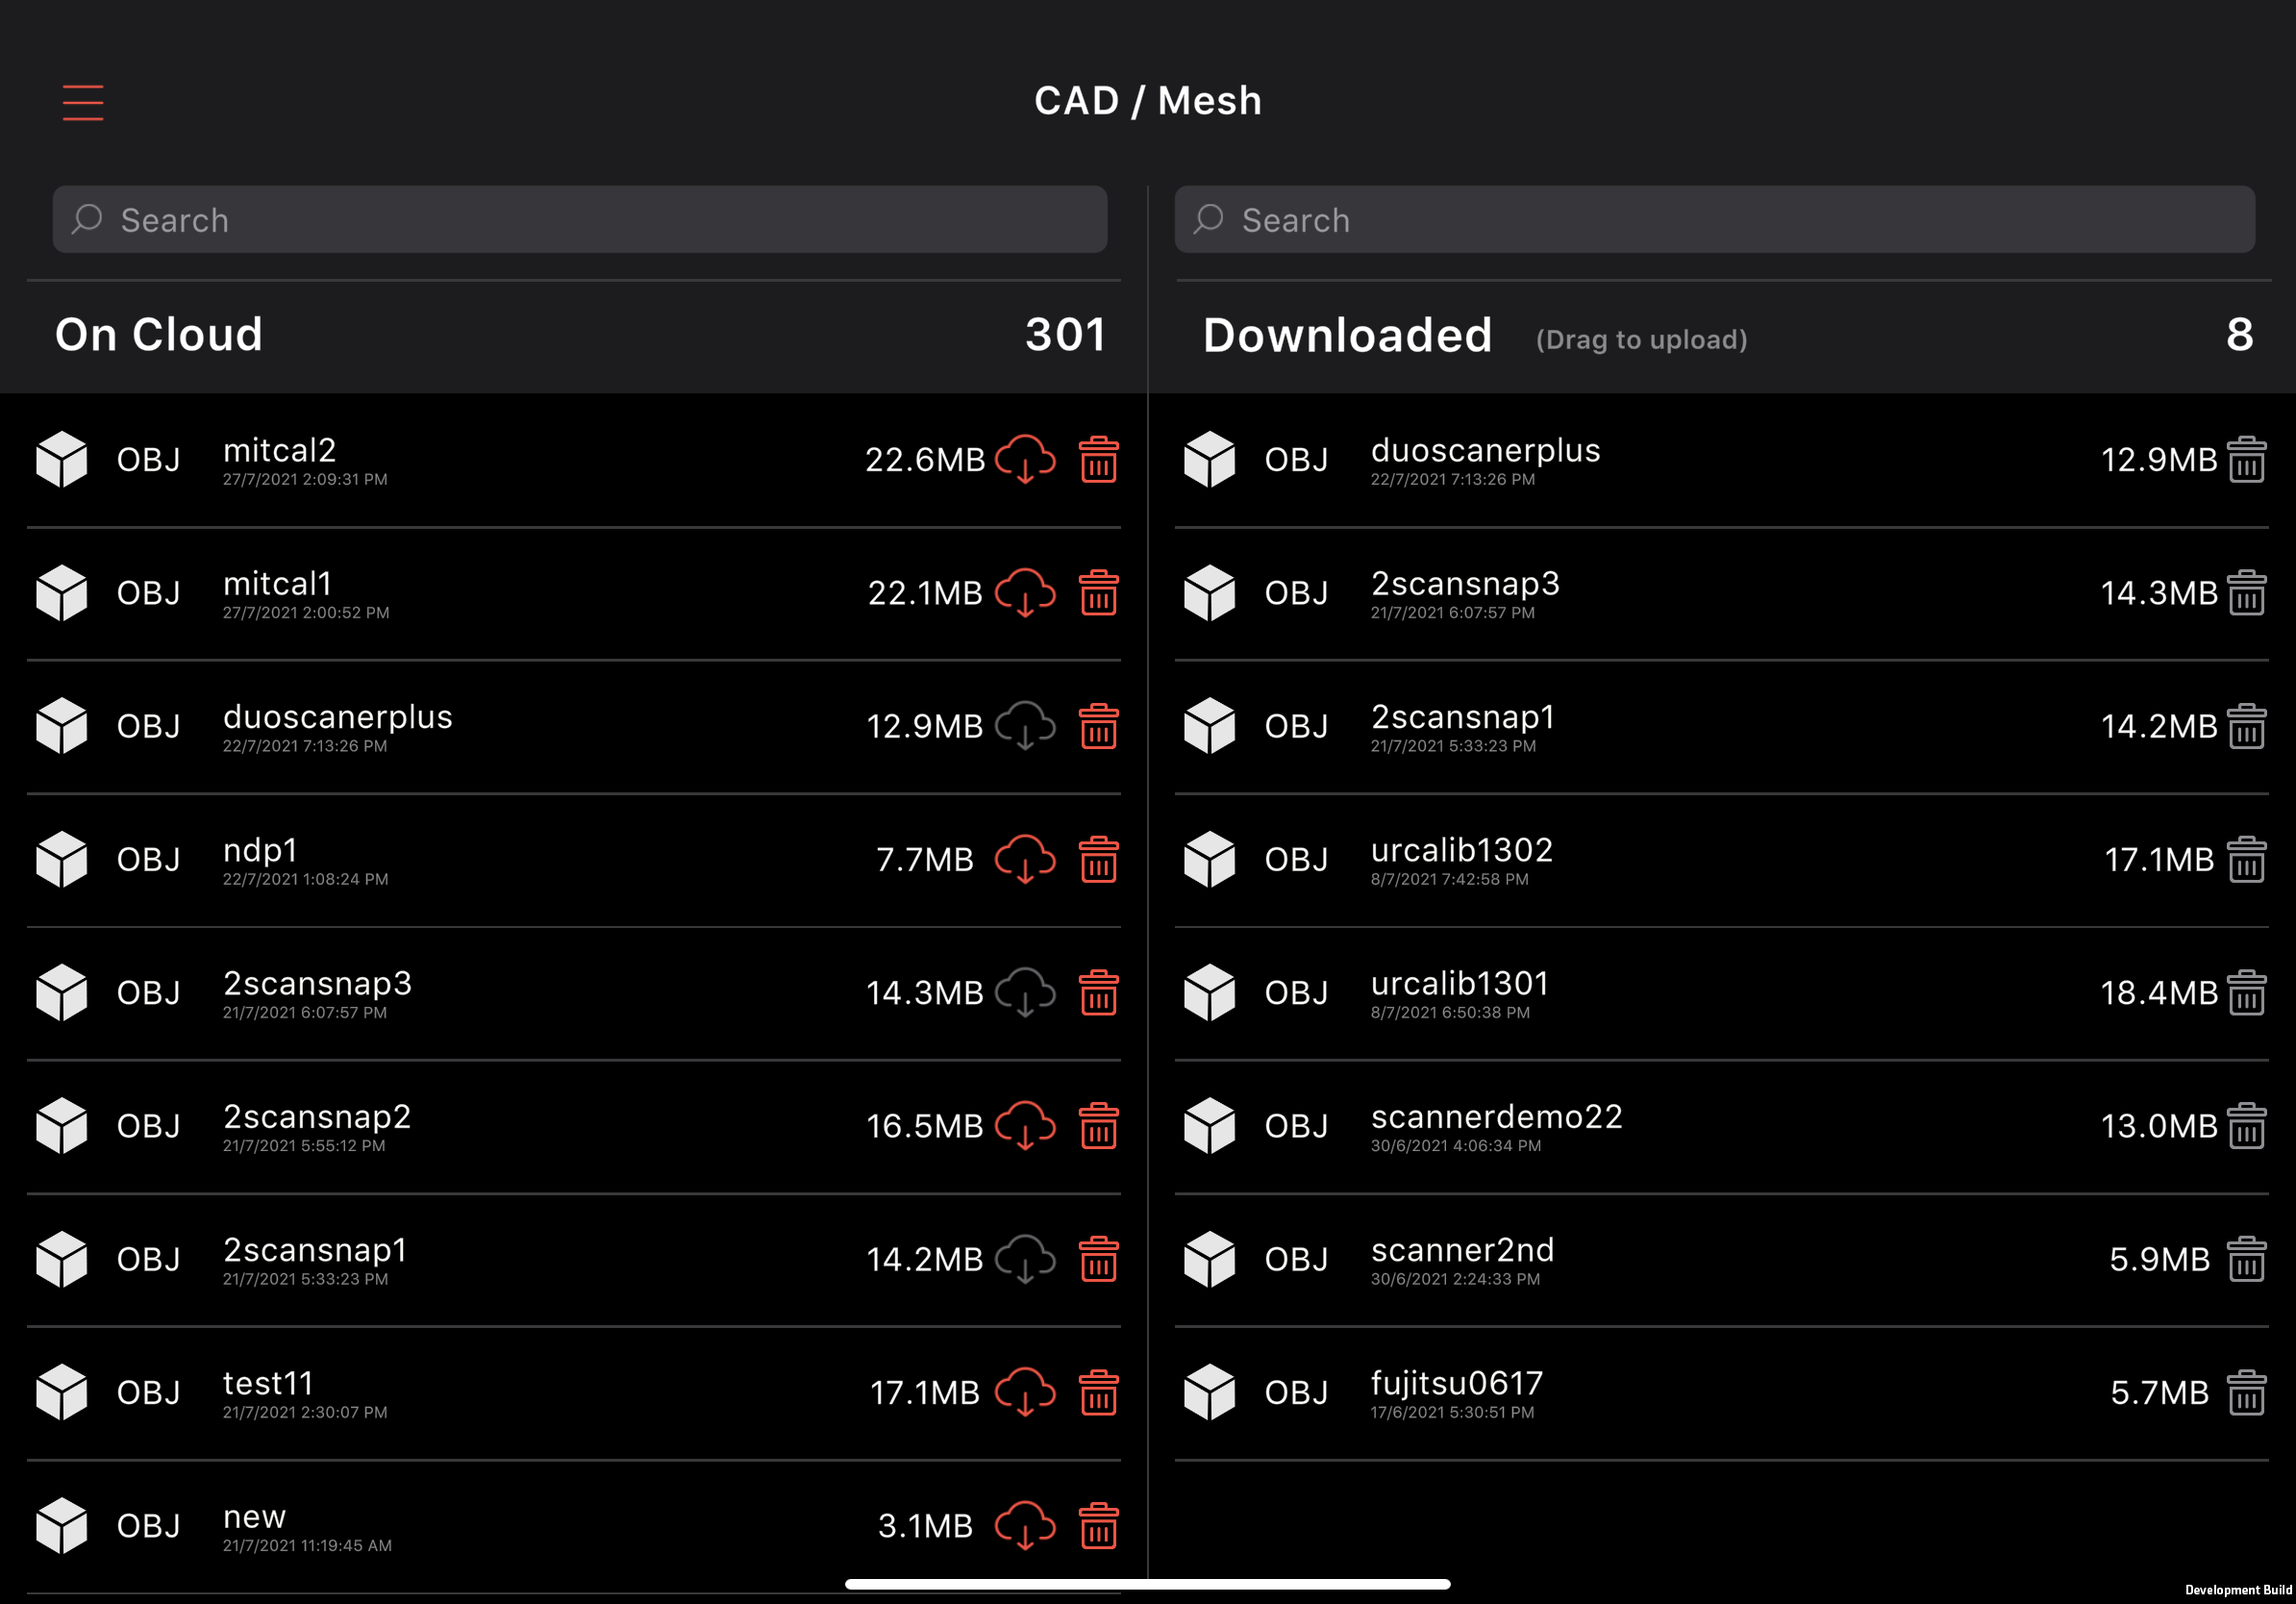 CAD / Mesh
Search
On Cloud 301
OBJ mitcal2 22.6MB
27/7/2021 2:09:31 PM
OBJ mitcal1 22.1MB
27/7/2021 2:00:52 PM
OBJ duoscanerplus 12.9MB
22/7/2021 7:13:26 PM
OBJ ndp1 7.7MB
22/7/2021 1:08:24 PM
OBJ 2scansnap3 14.3MB
21/7/2021 6:07:57 PM
OBJ 2scansnap2 16.5MB
21/7/2021 5:55:12 PM
OBJ 2scansnap1 14.2MB
21/7/2021 5:33:23 PM
OBJ test11 17.1MB
21/7/2021 2:30:07 PM
OBJ new 3.1MB
21/7/2021 11:19:45 AM
Search
Downloaded (Drag to upload) 8
OBJ duoscanerplus 12.9MB
22/7/2021 7:13:26 PM
OBJ 2scansnap3 14.3MB
21/7/2021 6:07:57 PM
OBJ 2scansnap1 14.2MB
21/7/2021 5:33:23 PM
OBJ urcalib1302 17.1MB
8/7/2021 7:42:58 PM
OBJ urcalib1301 18.4MB
8/7/2021 6:50:38 PM
OBJ scannerdemo22 13.0MB
30/6/2021 4:06:34 PM
OBJ scanner2nd 5.9MB
30/6/2021 2:24:33 PM
OBJ fujitsu0617 5.7MB
17/6/2021 5:30:51 PM
Development Build